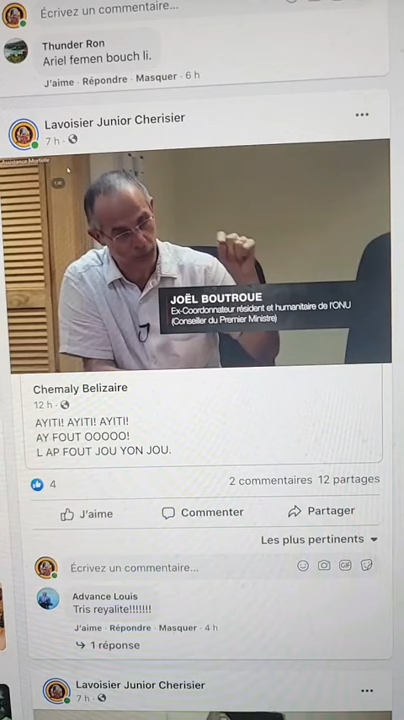 Écrivez un commentaire...
Thunder Ron
Ariel femen bouch li.
J'aime · Répondre · Masquer · 6 h
Lavoisier Junior Cherisier
7 h ·
JOËL BOUTROUE
Ex-Coordonnateur résident et humanitaire de l'ONU
(Conseiller du Premier Ministre)
Chemaly Belizaire
12 h ·
AYITI! AYITI! AYITI!
AY FOUT OOOOO!
L AP FOUT JOU YON JOU.
4
2 commentaires 12 partages
J'aime Commenter Partager
Les plus pertinents
Écrivez un commentaire...
GIF
Advance Louis
Tris reyalite!!!!!!!
J'aime · Répondre · Masquer · 4 h
1 réponse
Lavoisier Junior Cherisier
7 h ·